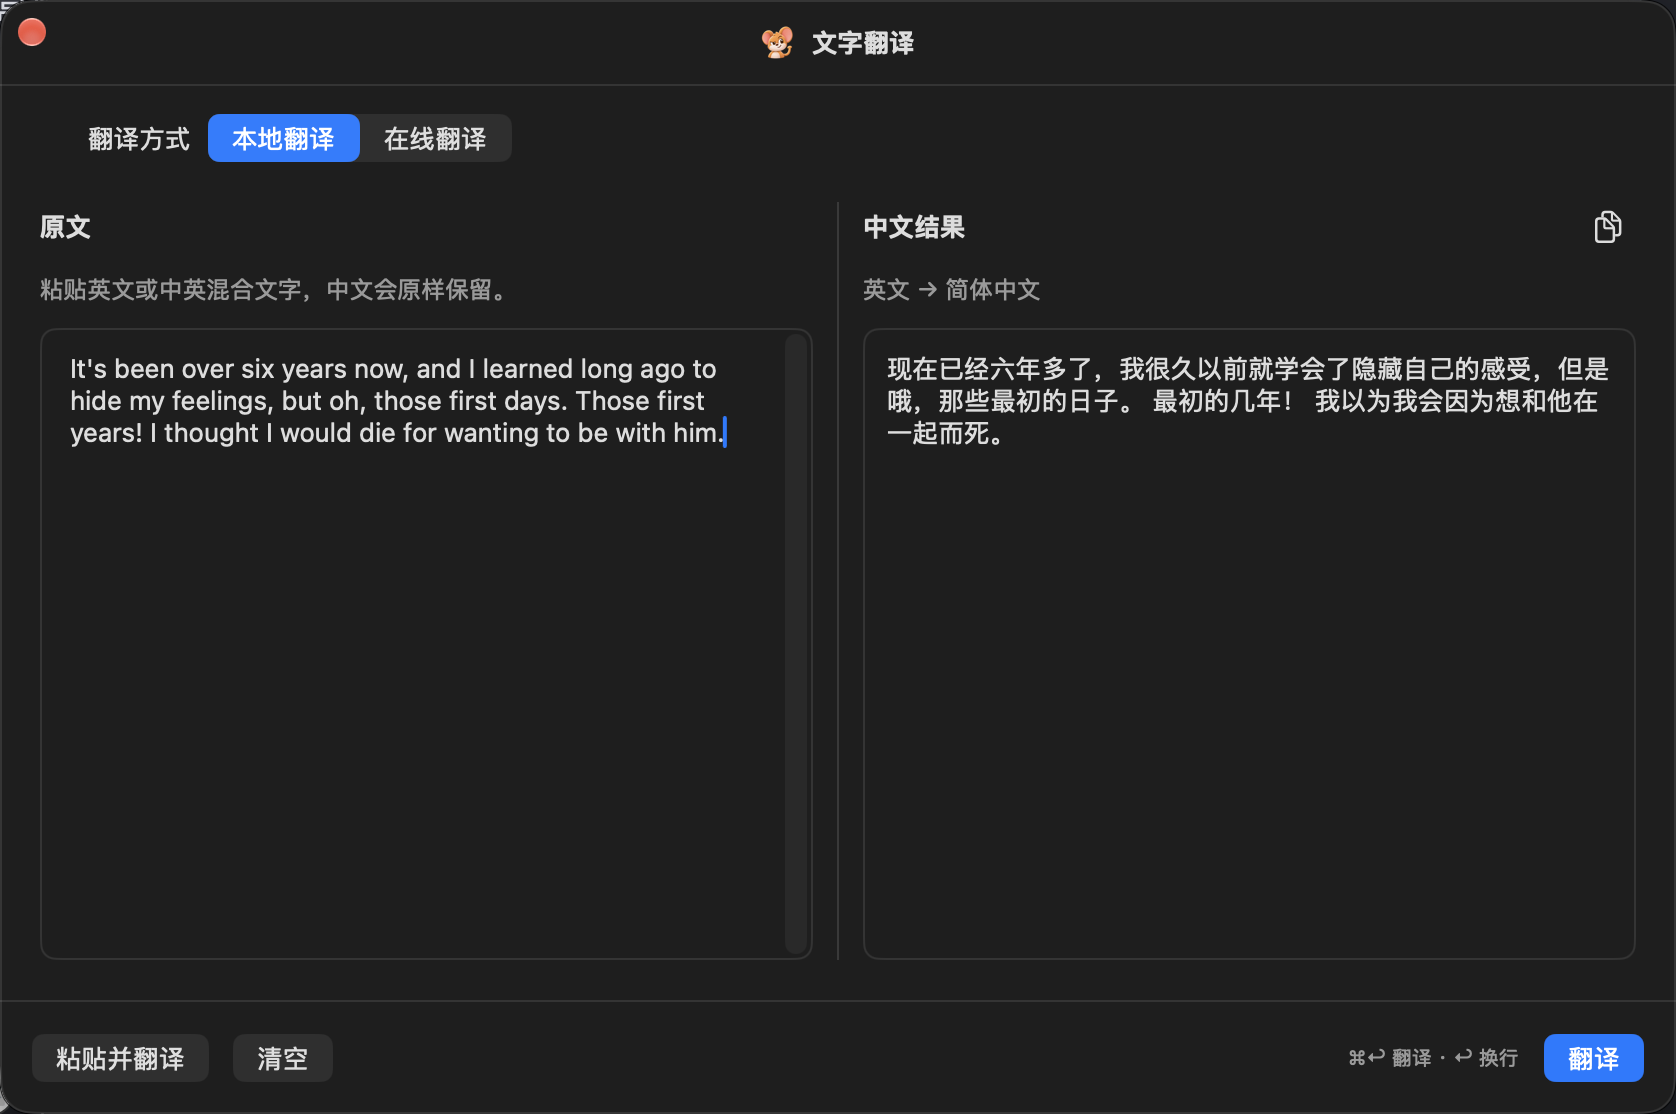 文字翻译
翻译方式 本地翻译 在线翻译
原文
粘贴英文或中英混合文字，中文会原样保留。
It's been over six years now, and I learned long ago to
hide my feelings, but oh, those first days. Those first
years! I thought I would die for wanting to be with him.
中文结果
英文 → 简体中文
现在已经六年多了，我很久以前就学会了隐藏自己的感受，但是
哦，那些最初的日子。 最初的几年！ 我以为我会因为想和他在
一起而死。
粘贴并翻译 清空 ⌘↩ 翻译 · ↩ 换行 翻译